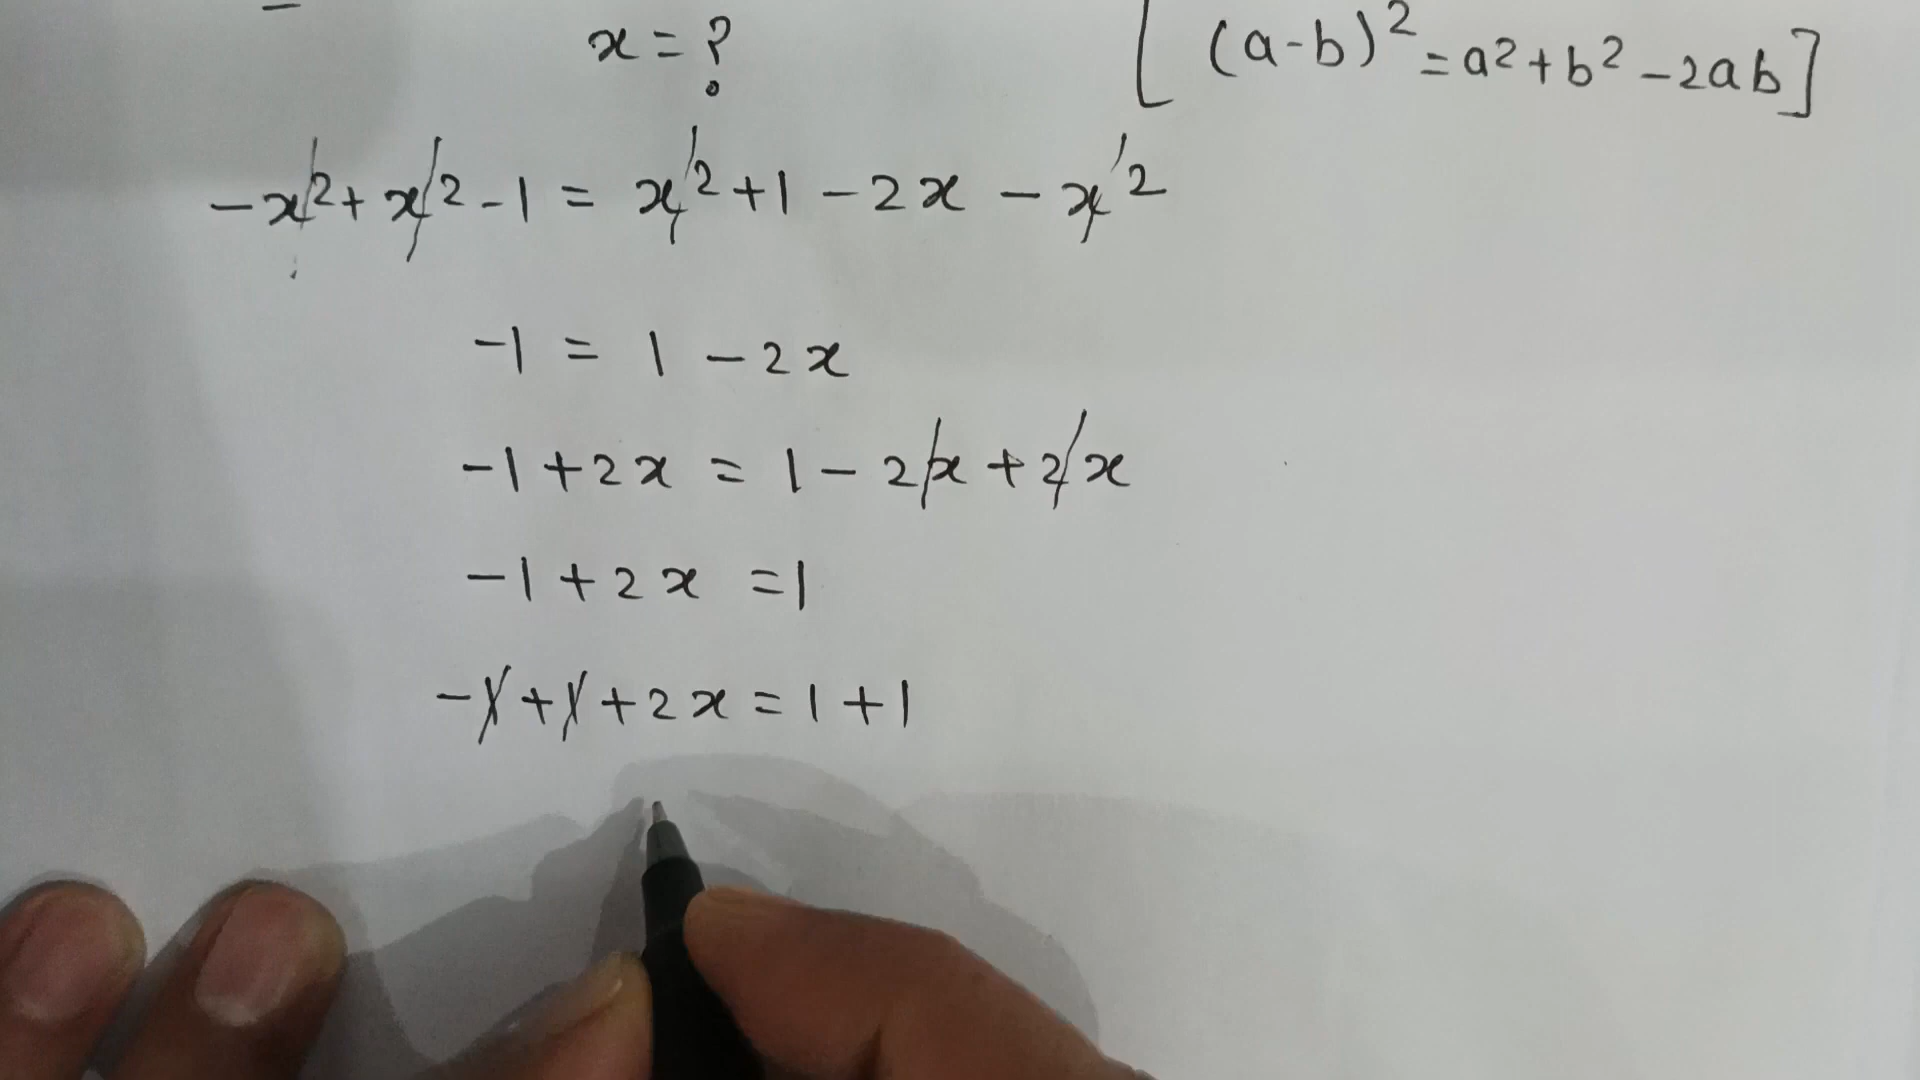 x = ?
[ (a-b)² = a² + b² - 2ab ]
-x² + x² - 1 = x² + 1 - 2x - x²
-1 = 1 - 2x
-1 + 2x = 1 - 2x + 2x
-1 + 2x = 1
-1 + 1 + 2x = 1 + 1